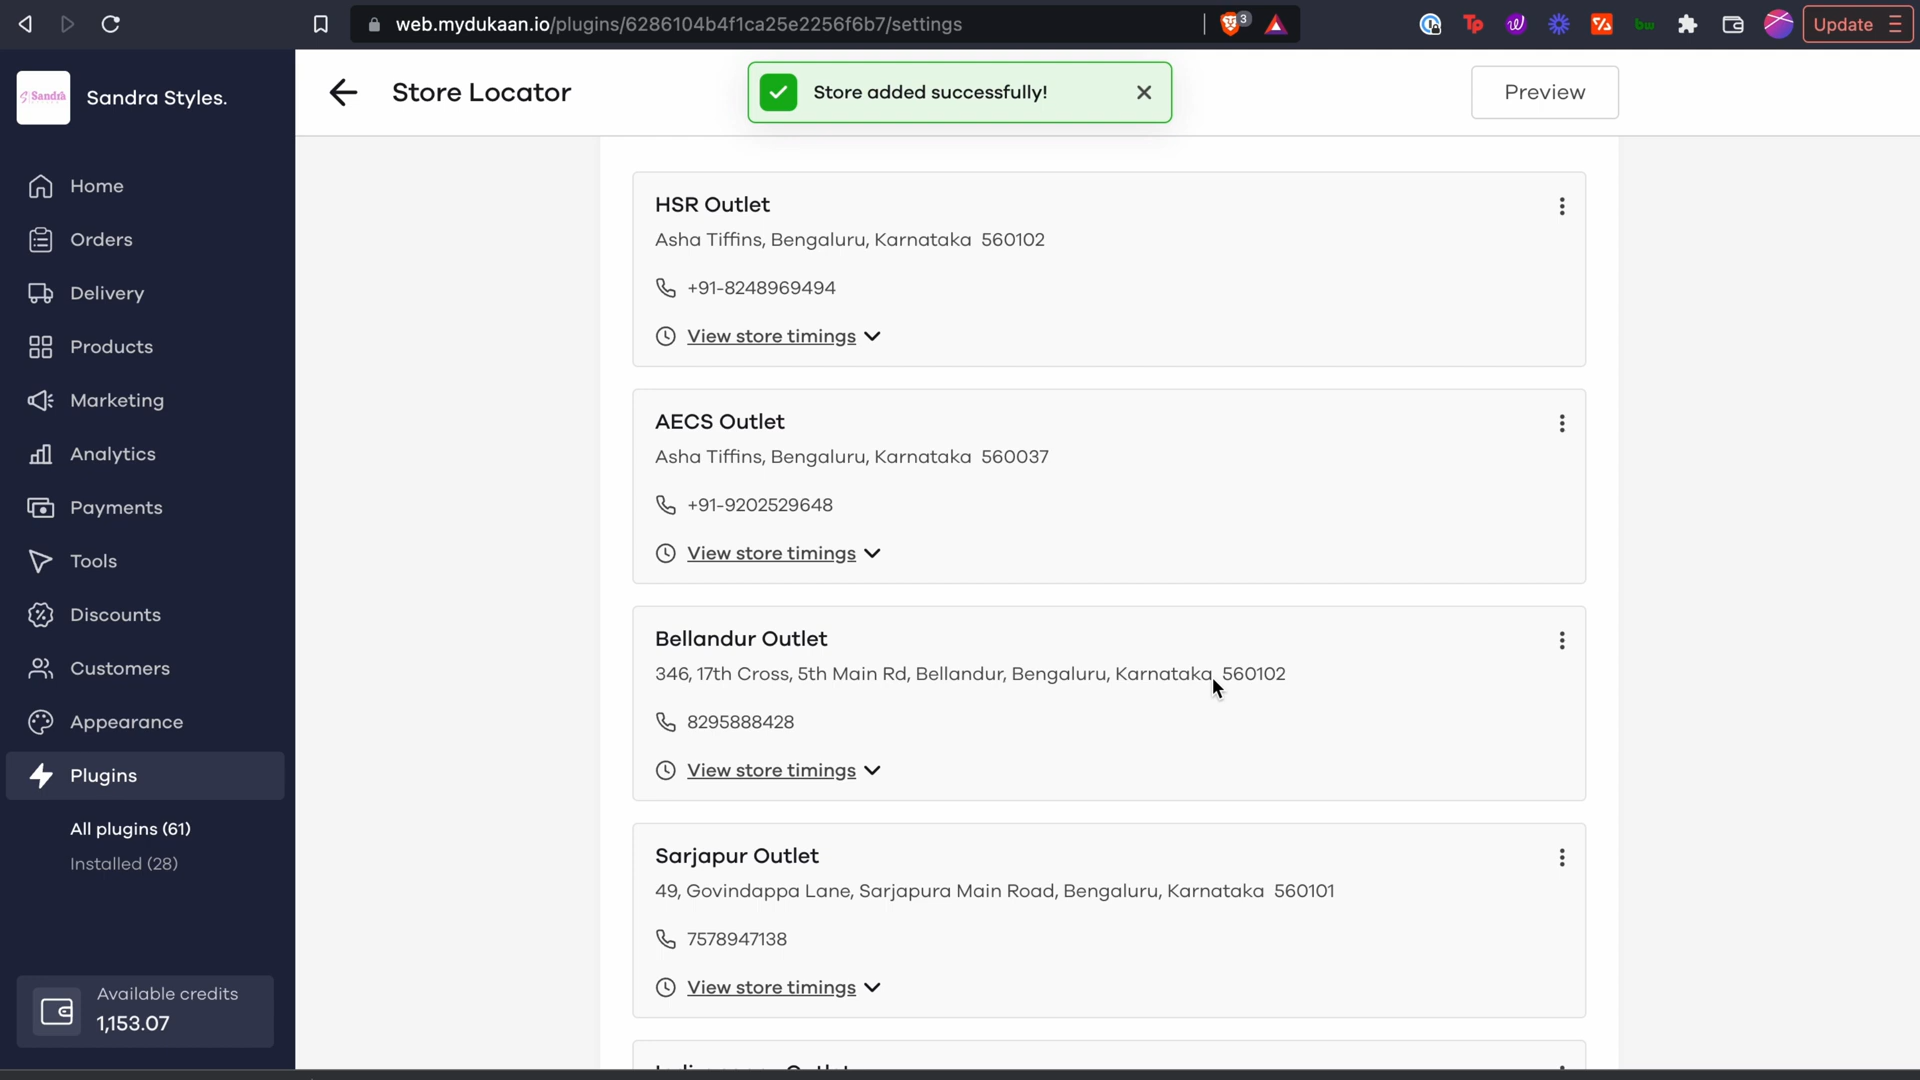 web.mydukaan.io/plugins/6286104b4f1ca25e2256f6b7/settings
3
Tp
bw
Update
Sandra
Sandra Styles.
Store Locator
Store added successfully!
Preview
Home
Orders
Delivery
Products
Marketing
Analytics
Payments
Tools
Discounts
Customers
Appearance
Plugins
All plugins (61)
Installed (28)
Available credits
1,153.07
HSR Outlet
Asha Tiffins, Bengaluru, Karnataka 560102
+91-8248969494
View store timings
AECS Outlet
Asha Tiffins, Bengaluru, Karnataka 560037
+91-9202529648
View store timings
Bellandur Outlet
346, 17th Cross, 5th Main Rd, Bellandur, Bengaluru, Karnataka, 560102
8295888428
View store timings
Sarjapur Outlet
49, Govindappa Lane, Sarjapura Main Road, Bengaluru, Karnataka 560101
7578947138
View store timings